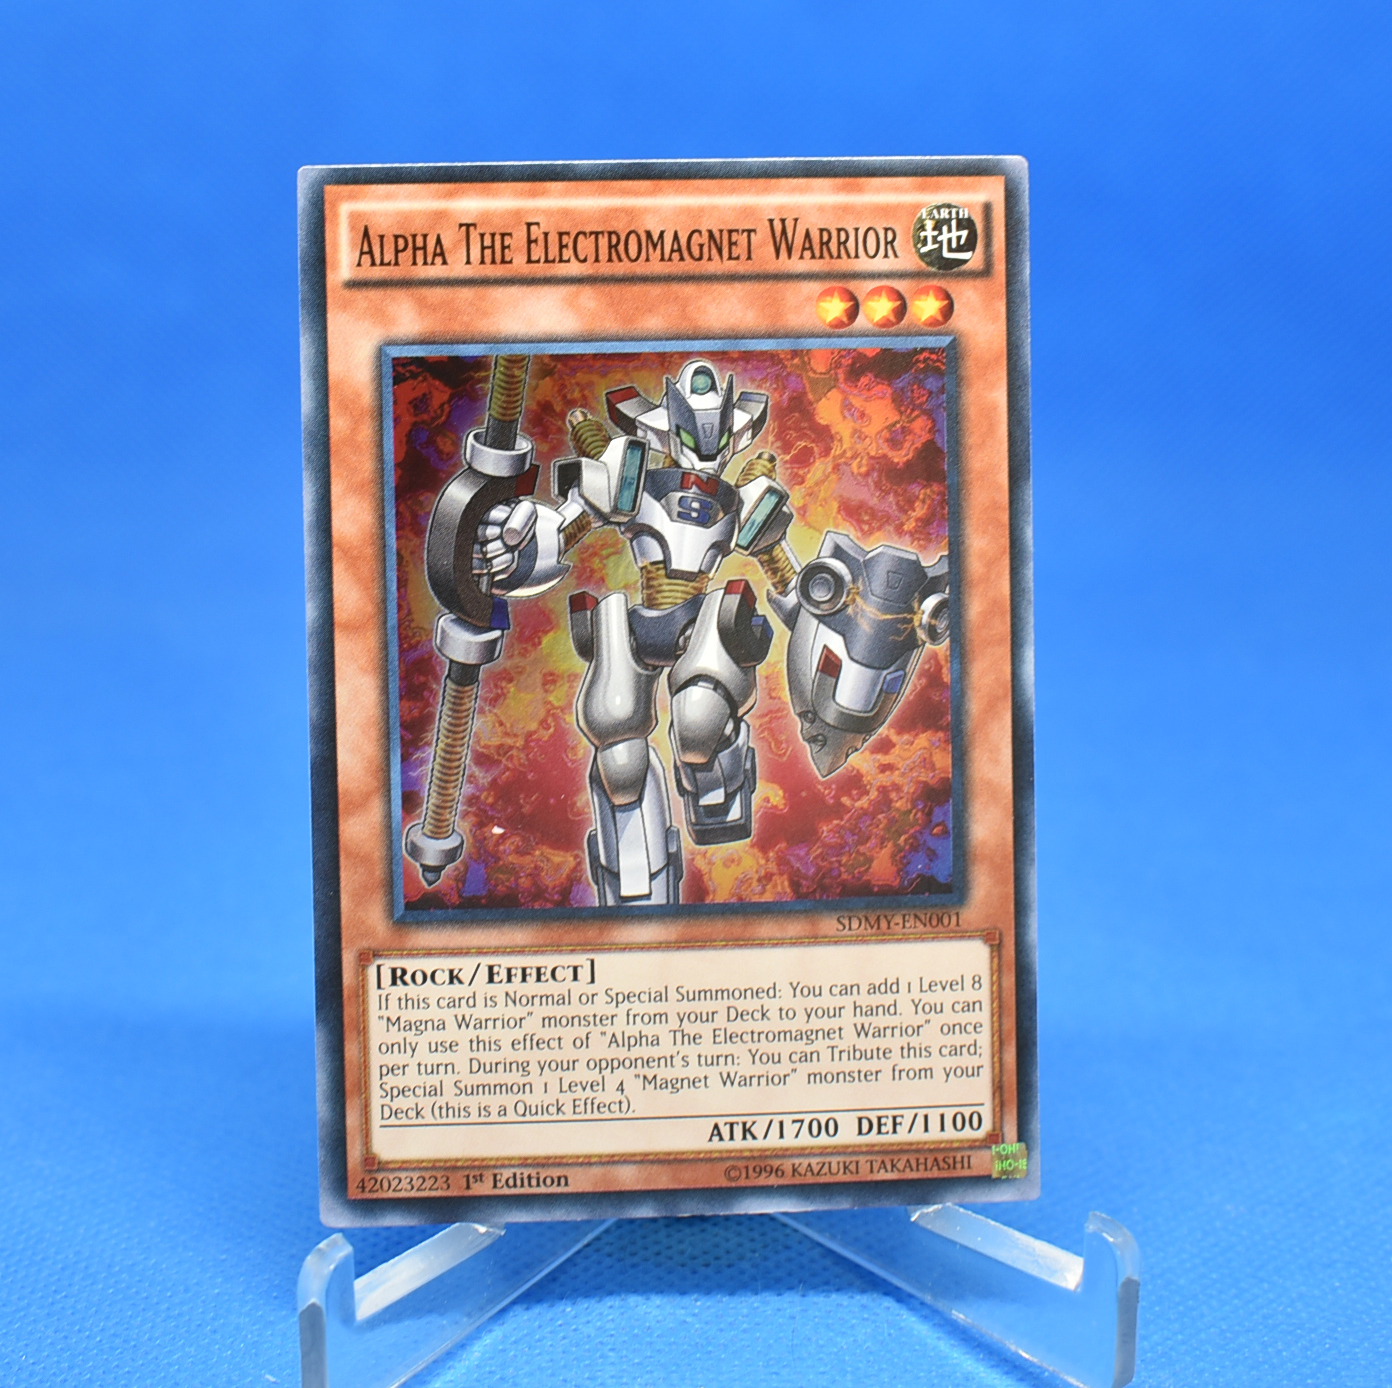 ALPHA THE ELECTROMAGNET WARRIOR
EARTH
地
N
S
SDMY-EN001
[ROCK/EFFECT]
If this card is Normal or Special Summoned: You can add 1 Level 8
"Magna Warrior" monster from your Deck to your hand. You can
only use this effect of "Alpha The Electromagnet Warrior" once
per turn. During your opponent's turn: You can Tribute this card;
Special Summon 1 Level 4 "Magnet Warrior" monster from your
Deck (this is a Quick Effect).
ATK/1700 DEF/1100
42023223 1st Edition
©1996 KAZUKI TAKAHASHI